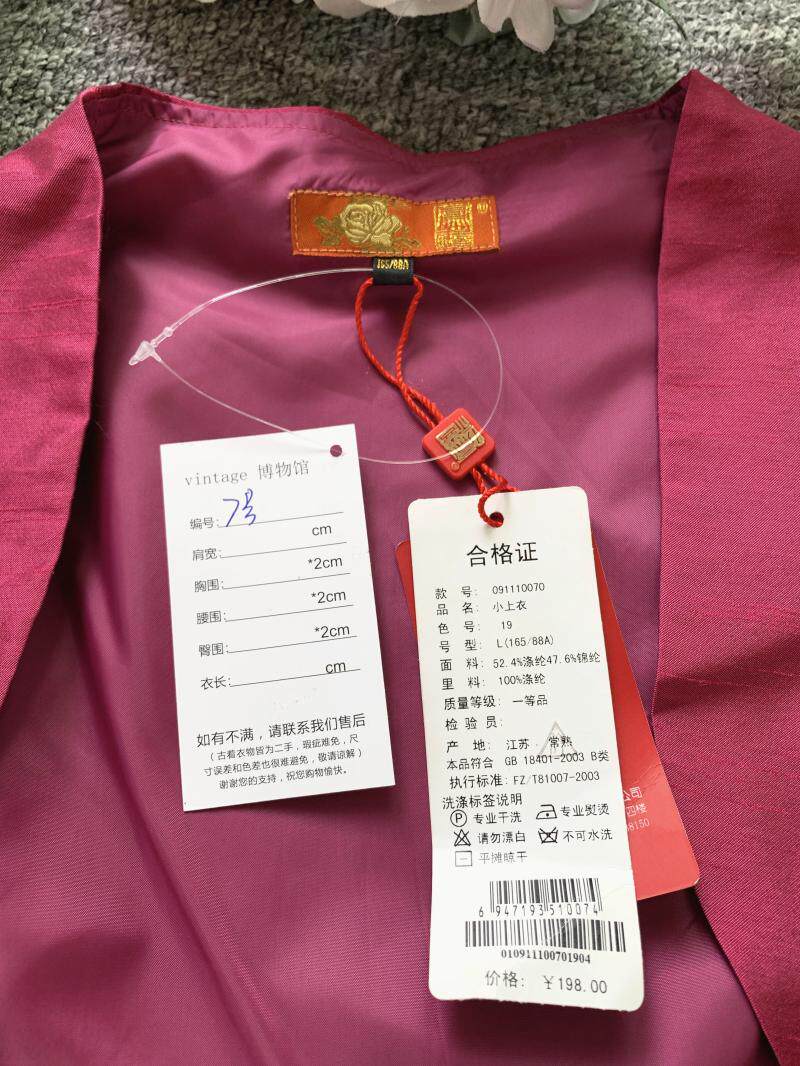 165/88A
vintage 博物馆
编号: 7号
cm
肩宽:
*2cm
胸围:
*2cm
腰围:
*2cm
臀围:
cm
衣长:
如有不满，请联系我们售后
（古着衣物皆为二手，瑕疵难免，尺
寸误差和色差也很难避免，敬请谅解）
谢谢您的支持，祝您购物愉快。
合格证
款 号: 091110070
品 名: 小上衣
色 号: 19
号 型: L(165/88A)
面 料: 52.4%涤纶47.6%锦纶
里 料: 100%涤纶
质量等级: 一等品
检 验 员:
产 地: 江苏 常熟
本品符合 GB 18401-2003 B类
执行标准: FZ/T81007-2003
洗涤标签说明
P 专业干洗 专业熨烫
请勿漂白 不可水洗
平摊晾干
6 947193 510074
010911100701904
价格: ￥198.00
公司
四楼
8150